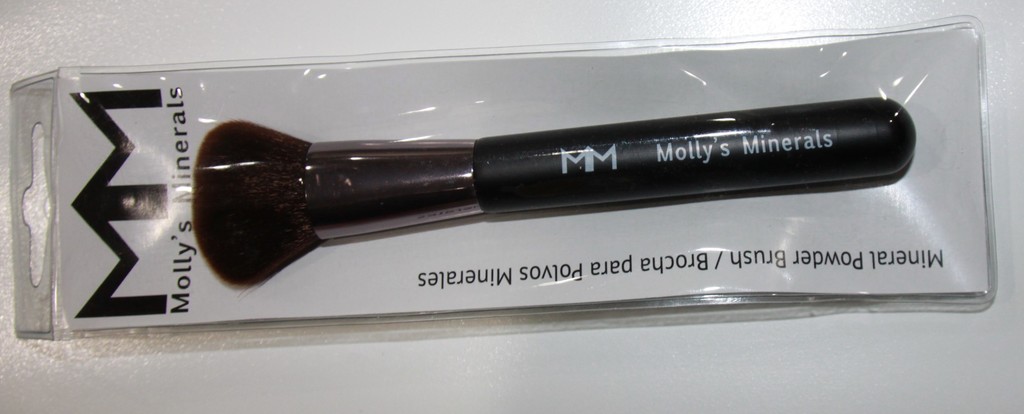 MM
Molly's Minerals
MM Molly's Minerals
Mineral Powder Brush / Brocha para Polvos Minerales